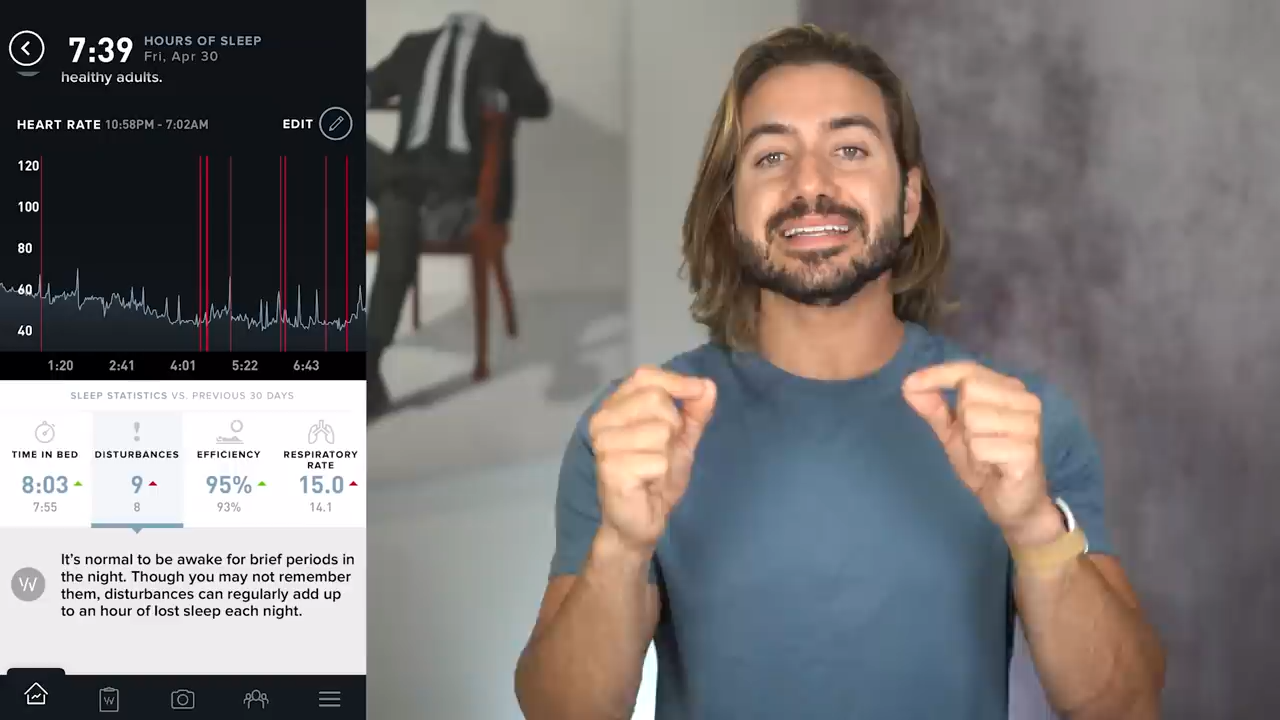 7:39 HOURS OF SLEEP
Fri, Apr 30
healthy adults.
HEART RATE 10:58PM - 7:02AM EDIT
120
100
80
60
40
1:20 2:41 4:01 5:22 6:43
SLEEP STATISTICS VS. PREVIOUS 30 DAYS
TIME IN BED DISTURBANCES EFFICIENCY RESPIRATORY
RATE
8:03 9 95% 15.0
7:55 8 93% 14.1
W It's normal to be awake for brief periods in
the night. Though you may not remember
them, disturbances can regularly add up
to an hour of lost sleep each night.
W